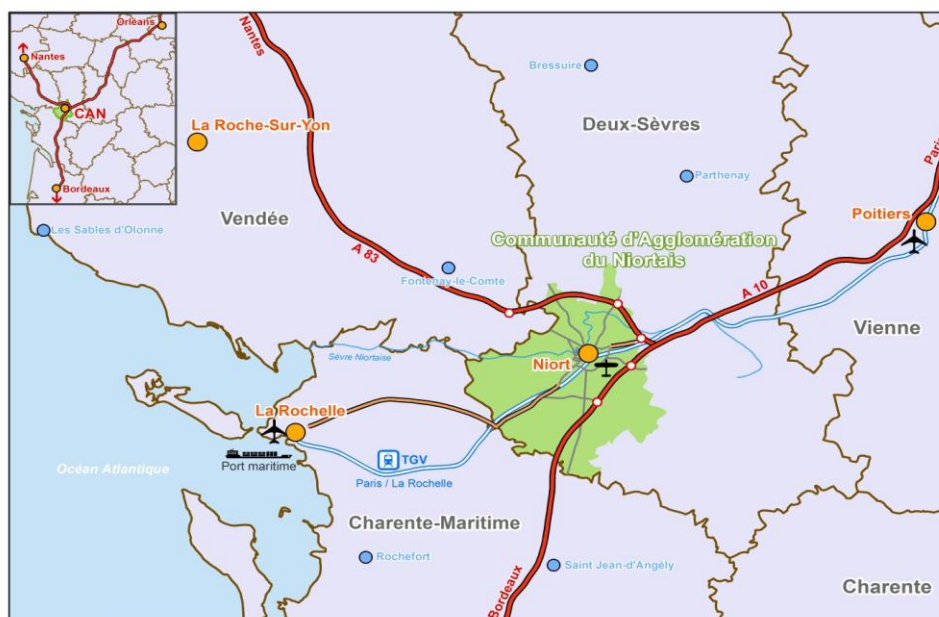 Orléans
Nantes
CAN
Bordeaux
Nantes
Bressuire
La Roche-Sur-Yon
Deux-Sèvres
Parthenay
Paris
Poitiers
Vendée
Les Sables d'Olonne
A 83
Communauté d'Agglomération
du Niortais
Fontenay-le-Comte
A 10
Vienne
Sèvre Niortaise
Niort
La Rochelle
Océan Atlantique
Port maritime
TGV
Paris / La Rochelle
Charente-Maritime
Rochefort
Saint Jean-d'Angély
Bordeaux
Charente